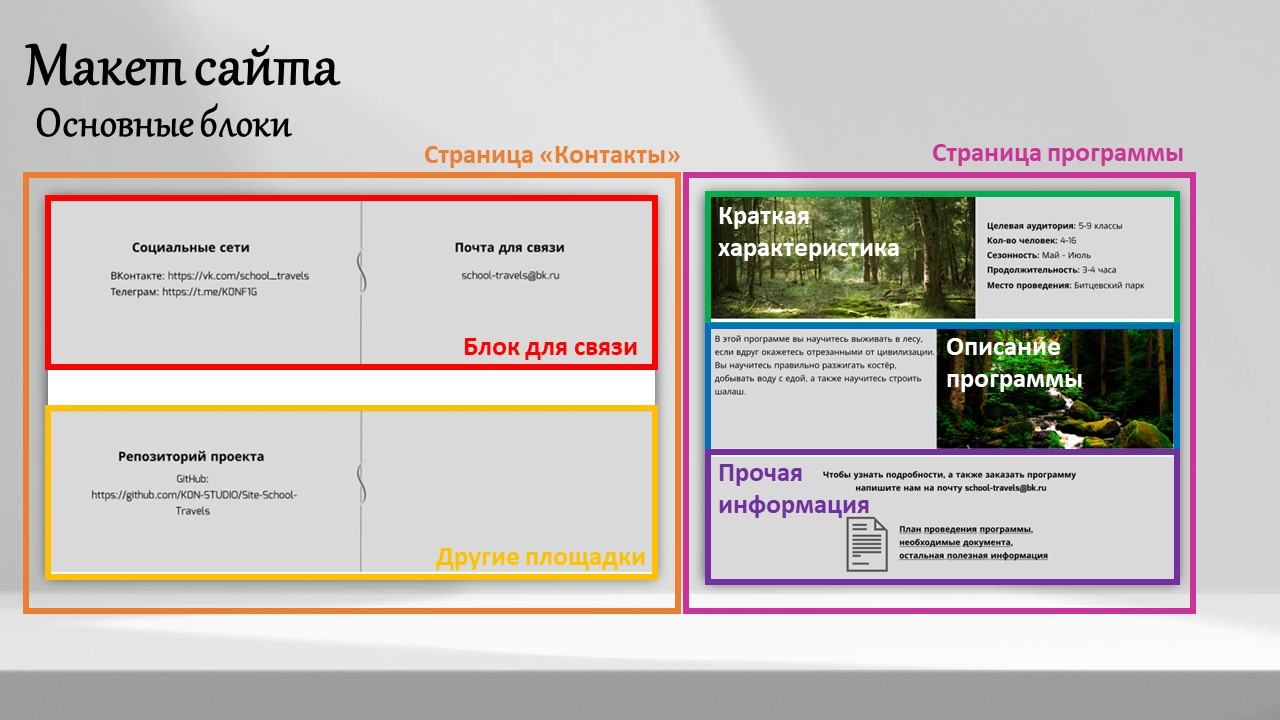 Макет сайта
Основные блоки
Страница «Контакты»
Социальные сети
ВКонтакте: https://vk.com/school_travels
Телеграм: https://t.me/K0NF1G
Почта для связи
school-travels@bk.ru
Блок для связи
Репозиторий проекта
GitHub:
https://github.com/KON-STUDIO/Site-School-
Travels
Другие площадки
Страница программы
Краткая
характеристика
Целевая аудитория: 5-9 классы
Кол-во человек: 4-16
Сезонность: Май - Июль
Продолжительность: 3-4 часа
Место проведения: Битцевский парк
В этой программе вы научитесь выживать в лесу,
если вдруг окажетесь отрезанными от цивилизации.
Вы научитесь правильно разжигать костёр,
добывать воду с едой, а также научитесь строить
шалаш.
Описание
программы
Прочая
информация
Чтобы узнать подробности, а также заказать программу
напишите нам на почту school-travels@bk.ru
План проведения программы,
необходимые документа,
остальная полезная информация